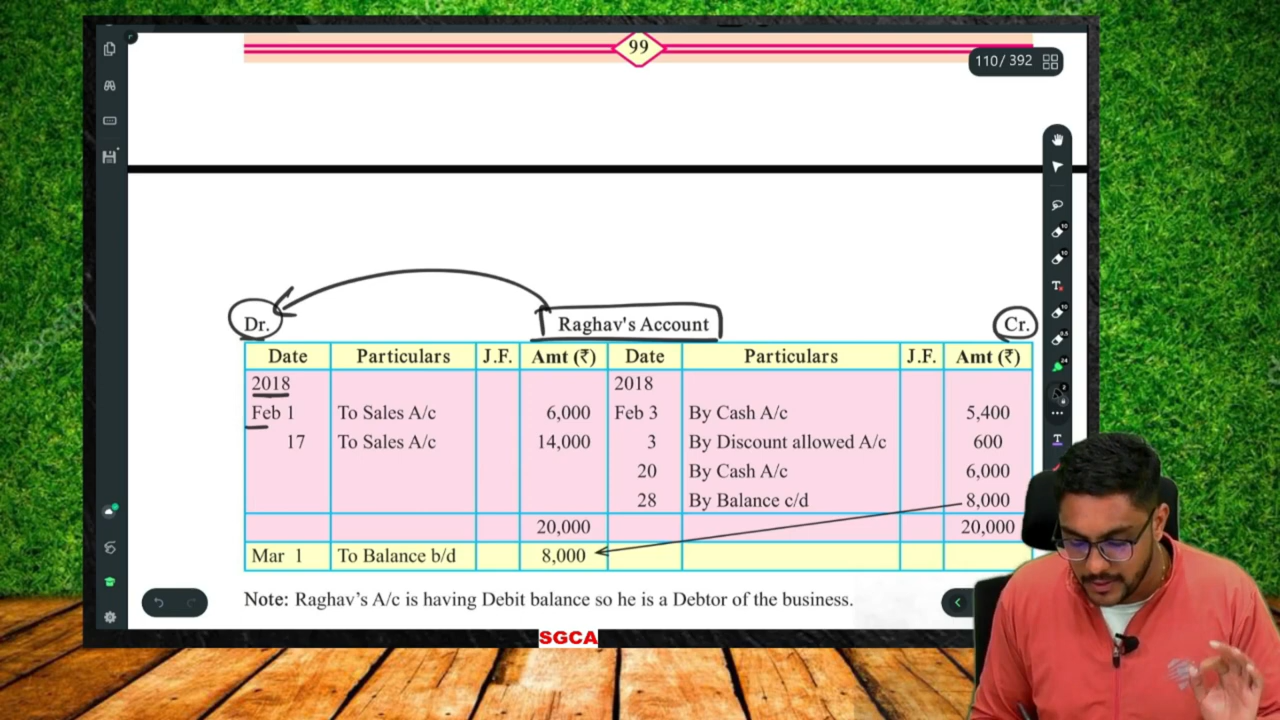 99
110/ 392
Dr. Raghav's Account Cr.
Date Particulars J.F. Amt (₹) Date Particulars J.F. Amt (₹)
2018 2018
Feb 1 To Sales A/c 6,000 Feb 3 By Cash A/c 5,400
17 To Sales A/c 14,000 3 By Discount allowed A/c 600
20 By Cash A/c 6,000
28 By Balance c/d 8,000
20,000 20,000
Mar 1 To Balance b/d 8,000
Note: Raghav's A/c is having Debit balance so he is a Debtor of the business.
SGCA